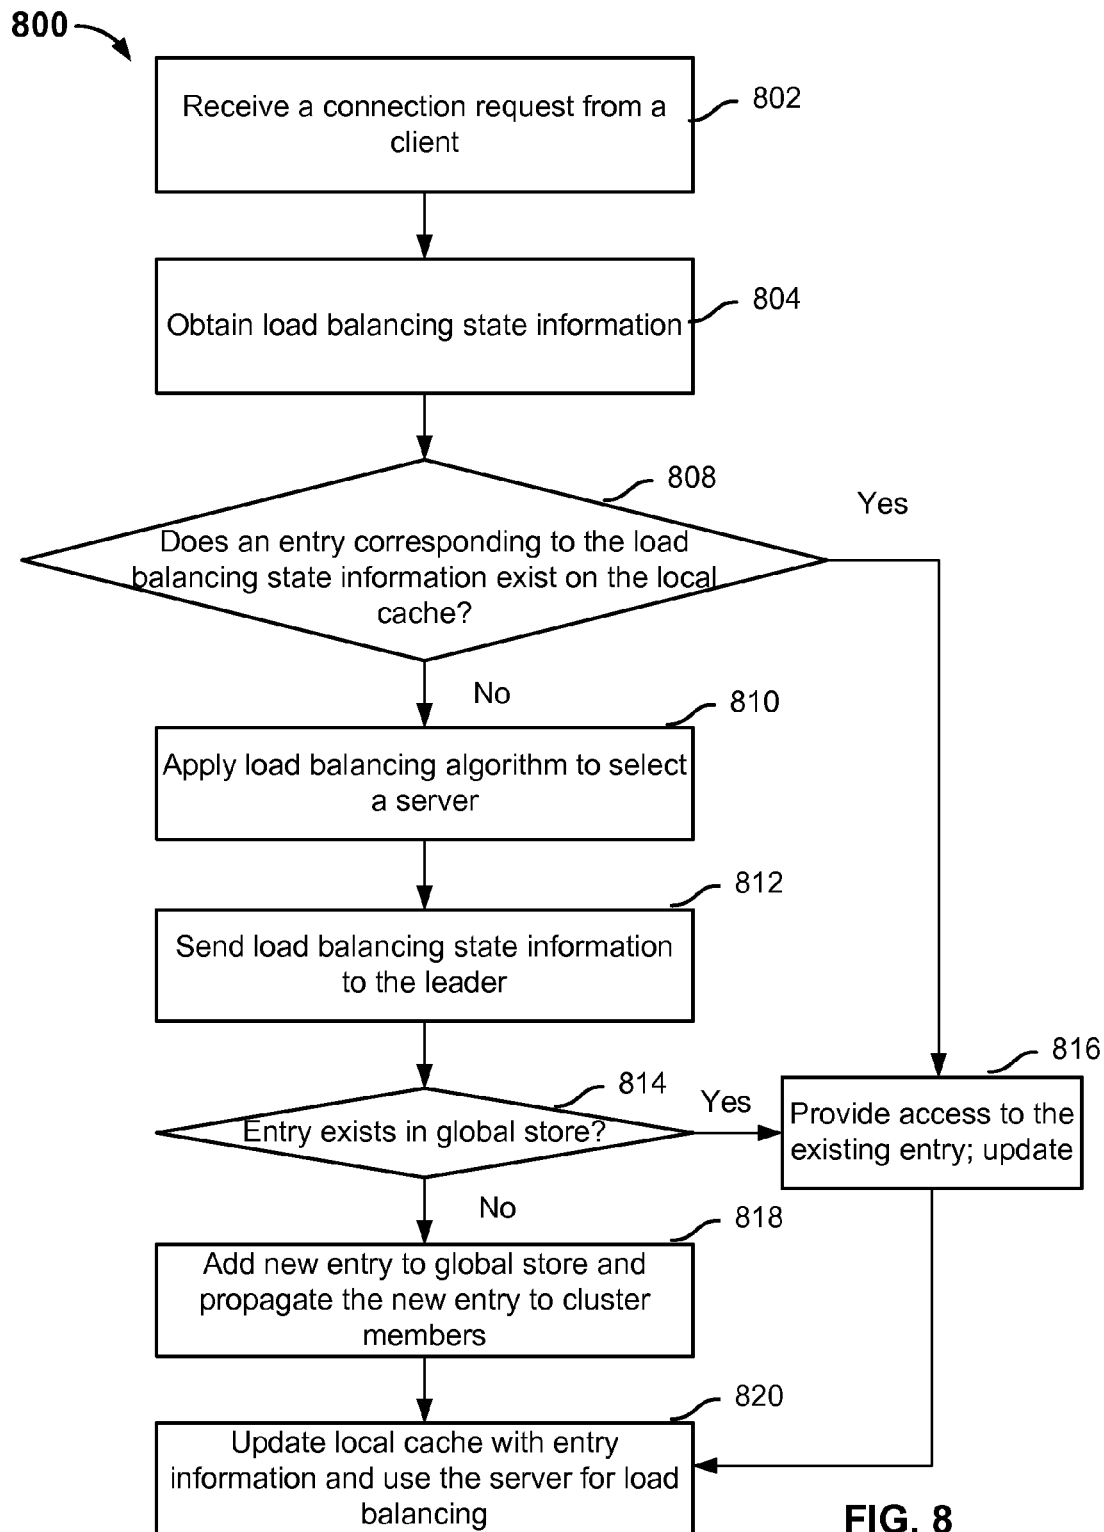 800
Receive a connection request from a
client
802
Obtain load balancing state information
804
808
Yes
Does an entry corresponding to the load
balancing state information exist on the local
cache?
No
810
Apply load balancing algorithm to select
a server
812
Send load balancing state information
to the leader
814
Entry exists in global store?
Yes
816
Provide access to the
existing entry; update
No
818
Add new entry to global store and
propagate the new entry to cluster
members
820
Update local cache with entry
information and use the server for load
balancing
FIG. 8